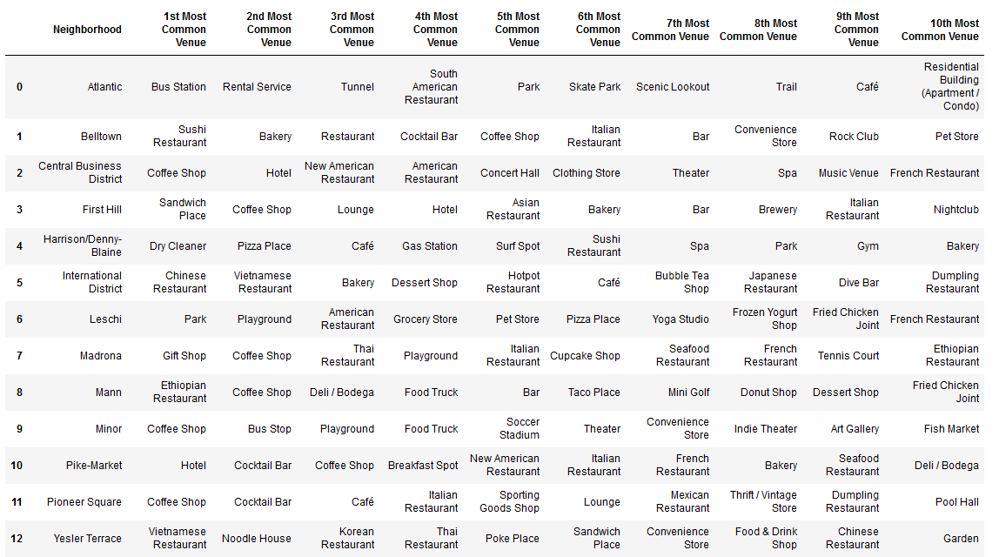 Neighborhood 1st Most Common Venue 2nd Most Common Venue 3rd Most Common Venue 4th Most Common Venue 5th Most Common Venue 6th Most Common Venue 7th Most Common Venue 8th Most Common Venue 9th Most Common Venue 10th Most Common Venue
0 Atlantic Bus Station Rental Service Tunnel South American Restaurant Park Skate Park Scenic Lookout Trail Café Residential Building (Apartment / Condo)
1 Belltown Sushi Restaurant Bakery Restaurant Cocktail Bar Coffee Shop Italian Restaurant Bar Convenience Store Rock Club Pet Store
2 Central Business District Coffee Shop Hotel New American Restaurant American Restaurant Concert Hall Clothing Store Theater Spa Music Venue French Restaurant
3 First Hill Sandwich Place Coffee Shop Lounge Hotel Asian Restaurant Bakery Bar Brewery Italian Restaurant Nightclub
4 Harrison/Denny-Blaine Dry Cleaner Pizza Place Café Gas Station Surf Spot Sushi Restaurant Spa Park Gym Bakery
5 International District Chinese Restaurant Vietnamese Restaurant Bakery Dessert Shop Hotpot Restaurant Café Bubble Tea Shop Japanese Restaurant Dive Bar Dumpling Restaurant
6 Leschi Park Playground American Restaurant Grocery Store Pet Store Pizza Place Yoga Studio Frozen Yogurt Shop Fried Chicken Joint French Restaurant
7 Madrona Gift Shop Coffee Shop Thai Restaurant Playground Italian Restaurant Cupcake Shop Seafood Restaurant French Restaurant Tennis Court Ethiopian Restaurant
8 Mann Ethiopian Restaurant Coffee Shop Deli / Bodega Food Truck Bar Taco Place Mini Golf Donut Shop Dessert Shop Fried Chicken Joint
9 Minor Coffee Shop Bus Stop Playground Food Truck Soccer Stadium Theater Convenience Store Indie Theater Art Gallery Fish Market
10 Pike-Market Hotel Cocktail Bar Coffee Shop Breakfast Spot New American Restaurant Italian Restaurant French Restaurant Bakery Seafood Restaurant Deli / Bodega
11 Pioneer Square Coffee Shop Cocktail Bar Café Italian Restaurant Sporting Goods Shop Lounge Mexican Restaurant Thrift / Vintage Store Dumpling Restaurant Pool Hall
12 Yesler Terrace Vietnamese Restaurant Noodle House Korean Restaurant Thai Restaurant Poke Place Sandwich Place Convenience Store Food & Drink Shop Chinese Restaurant Garden